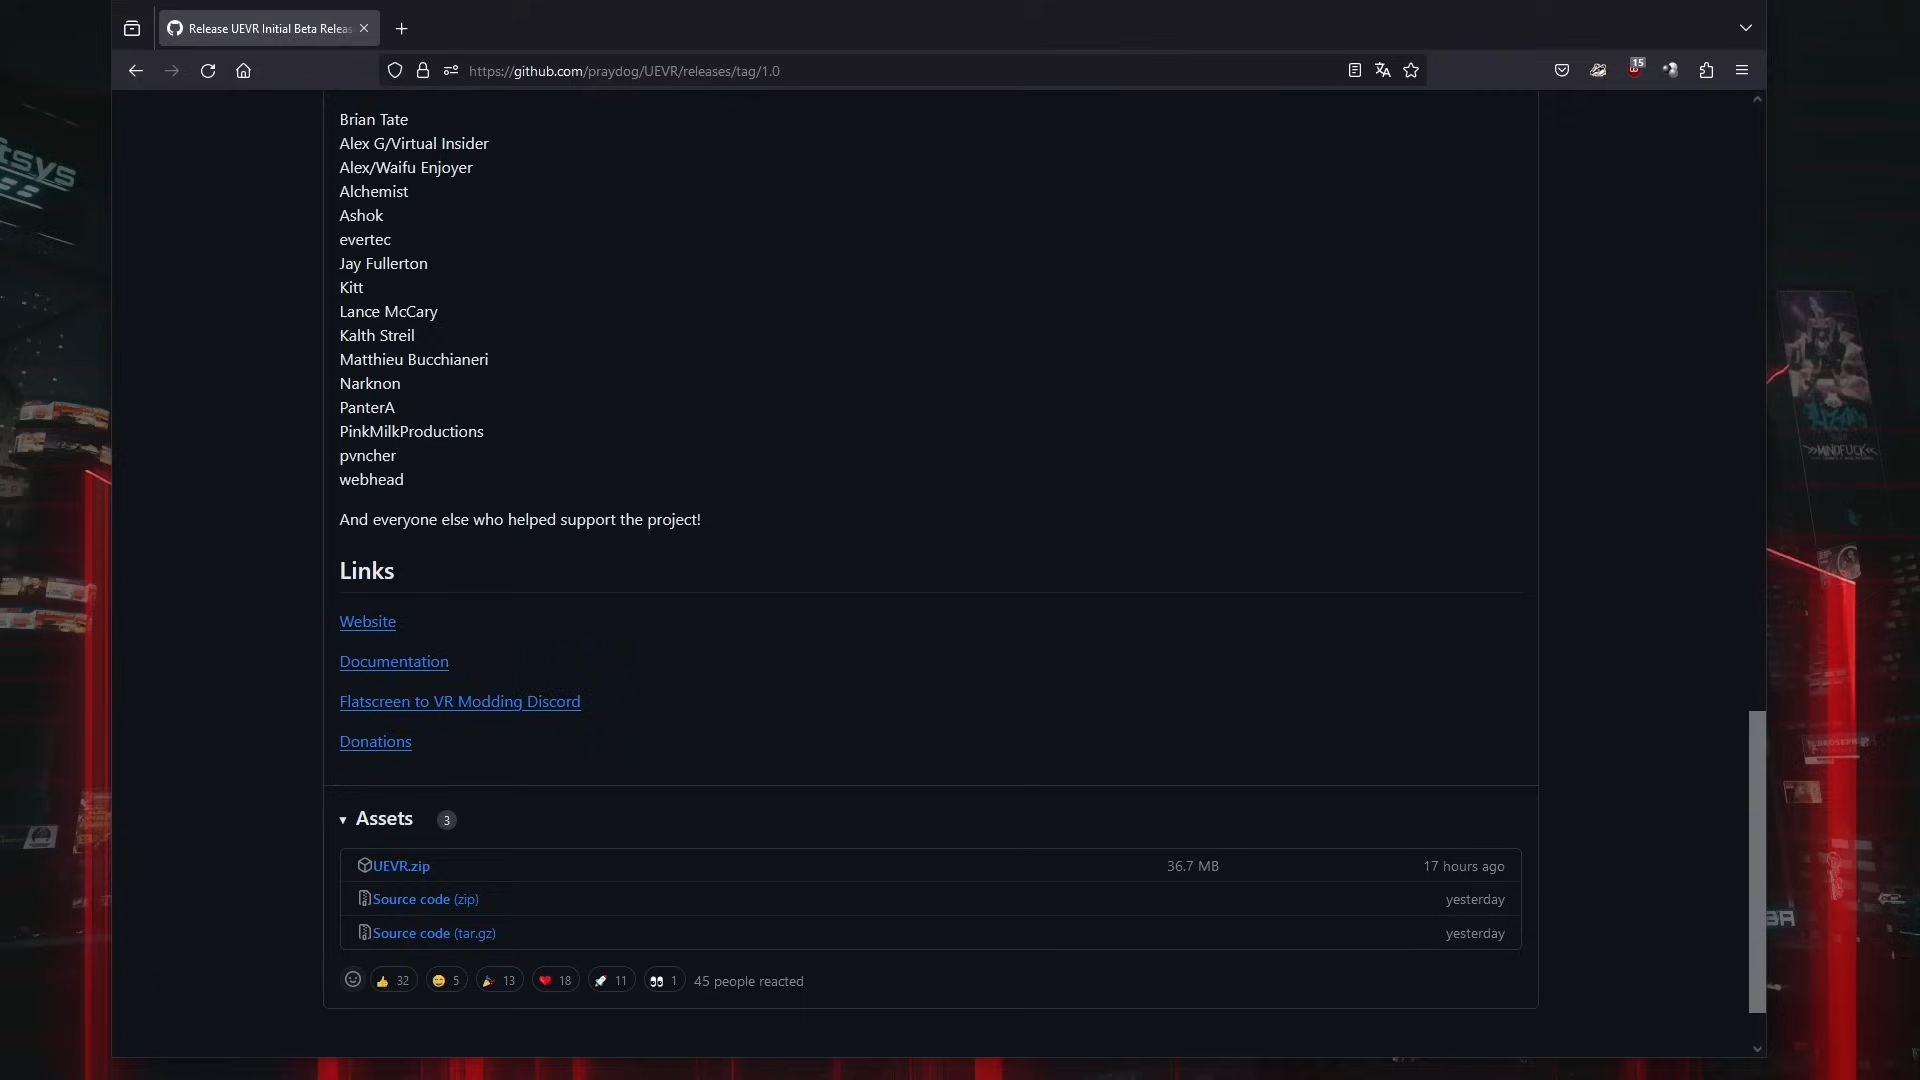 Release UEVR Initial Beta Releas
https://github.com/praydog/UEVR/releases/tag/1.0
15
Brian Tate
Alex G/Virtual Insider
Alex/Waifu Enjoyer
Alchemist
Ashok
evertec
Jay Fullerton
Kitt
Lance McCary
Kalth Streil
Matthieu Bucchianeri
Narknon
PanterA
PinkMilkProductions
pvncher
webhead
And everyone else who helped support the project!
Links
Website
Documentation
Flatscreen to VR Modding Discord
Donations
Assets 3
UEVR.zip 36.7 MB 17 hours ago
Source code (zip) yesterday
Source code (tar.gz) yesterday
32 5 13 18 11 1 45 people reacted
»MINDFUCK«